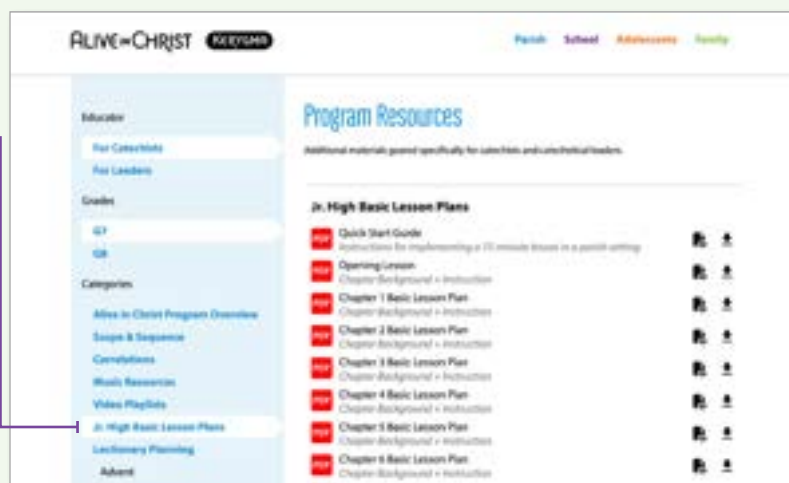 ALIVE IN CHRIST KERYGMA
Parish School Adolescents Family
Educator
For Catechists
For Leaders
Grades
G7
G8
Categories
Alive in Christ Program Overview
Scope & Sequence
Correlations
Music Resources
Video Playlists
Jr. High Basic Lesson Plans
Lectionary Planning
Advent
Program Resources
Additional materials geared specifically for catechists and catechetical leaders.
Jr. High Basic Lesson Plans
PDF Quick Start Guide
Instructions for implementing a 75 minute lesson in a parish setting
PDF Opening Lesson
Chapter Background + Instruction
PDF Chapter 1 Basic Lesson Plan
Chapter Background + Instruction
PDF Chapter 2 Basic Lesson Plan
Chapter Background + Instruction
PDF Chapter 3 Basic Lesson Plan
Chapter Background + Instruction
PDF Chapter 4 Basic Lesson Plan
Chapter Background + Instruction
PDF Chapter 5 Basic Lesson Plan
Chapter Background + Instruction
PDF Chapter 6 Basic Lesson Plan
Chapter Background + Instruction